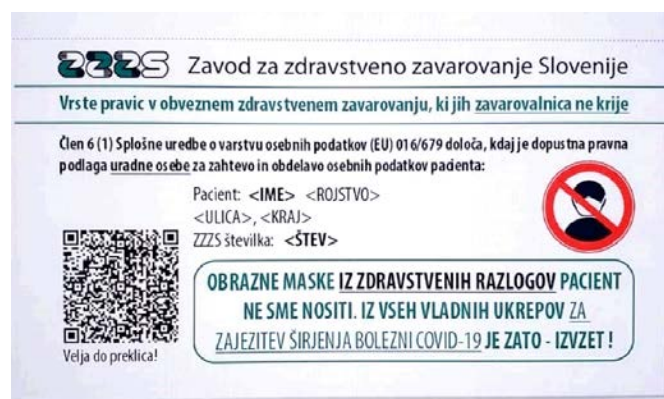 ZZZS Zavod za zdravstveno zavarovanje Slovenije
Vrste pravic v obveznem zdravstvenem zavarovanju, ki jih zavarovalnica ne krije
Člen 6 (1) Splošne uredbe o varstvu osebnih podatkov (EU) 016/679 določa, kdaj je dopustna pravna
podlaga uradne osebe za zahtevo in obdelavo osebnih podatkov pacienta:
Pacient: <IME> <ROJSTVO>
<ULICA>, <KRAJ>
ZZZS številka: <ŠTEV>
OBRAZNE MASKE IZ ZDRAVSTVENIH RAZLOGOV PACIENT
NE SME NOSITI. IZ VSEH VLADNIH UKREPOV ZA
ZAJEZITEV ŠIRJENJA BOLEZNI COVID-19 JE ZATO - IZVZET !
Velja do preklica!